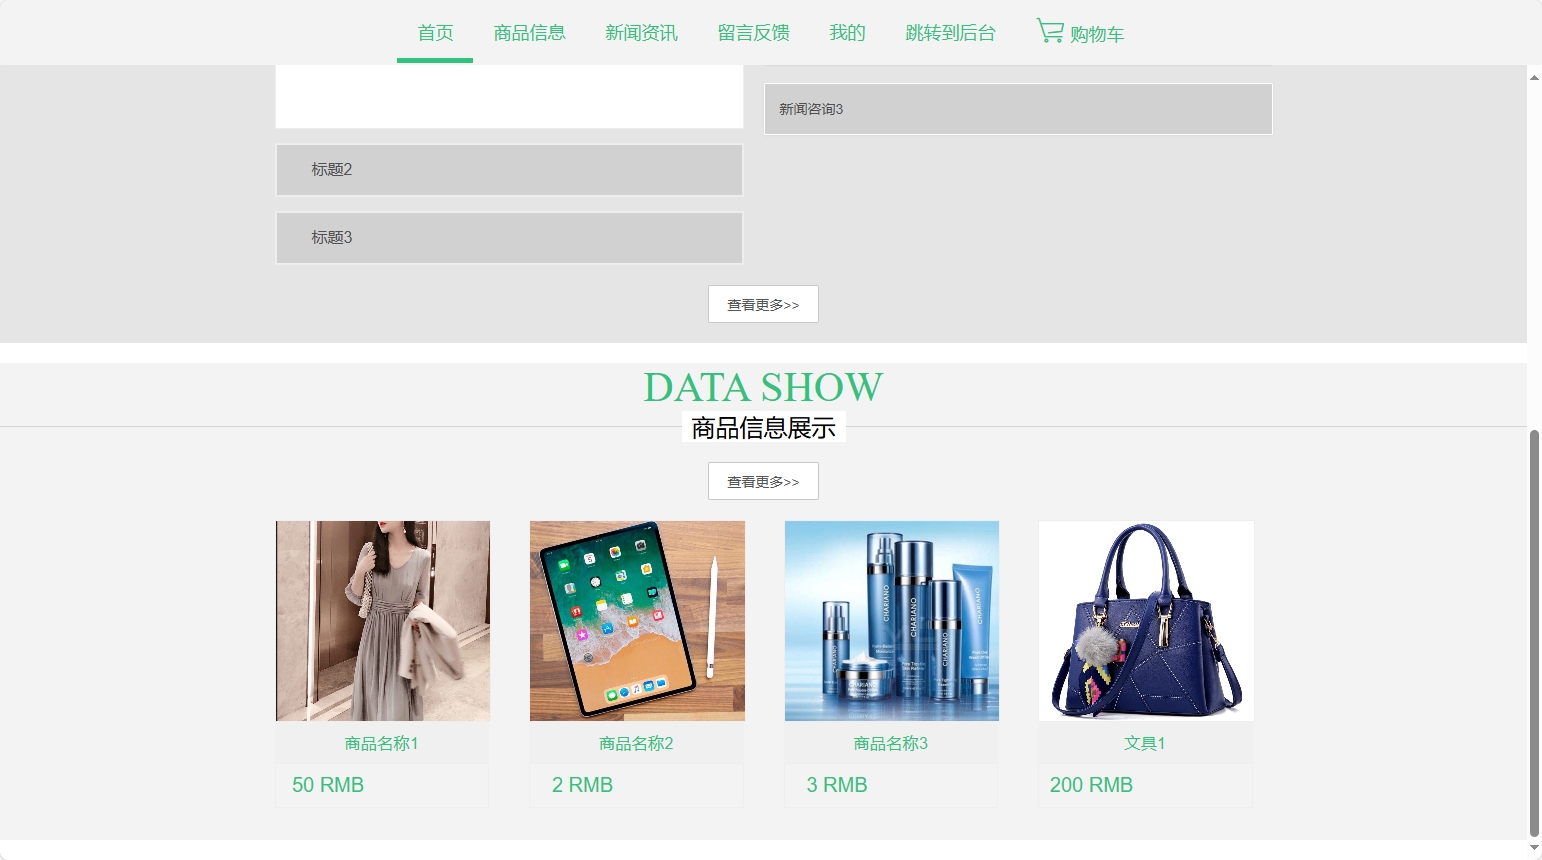 首页 商品信息 新闻资讯 留言反馈 我的 跳转到后台 购物车
新闻咨询3
标题2
标题3
查看更多>>
DATA SHOW
商品信息展示
查看更多>>
CHARIANO
CHARIANO
CHARIANO
CHARIANO
商品名称1 商品名称2 商品名称3 文具1
50 RMB 2 RMB 3 RMB 200 RMB